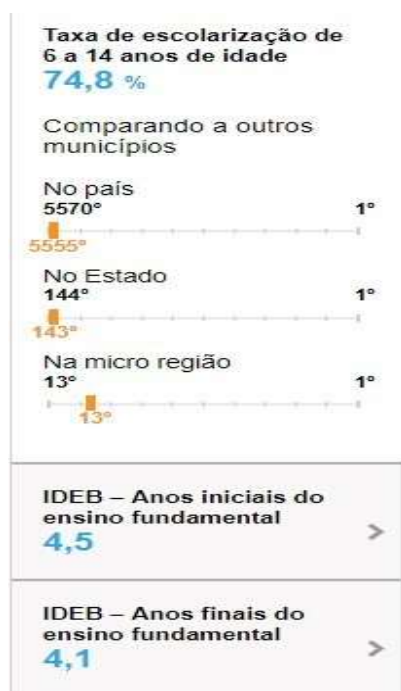 Taxa de escolarização de
6 a 14 anos de idade
74,8 %
Comparando a outros
municípios
No país
5570° 1°
5555°
No Estado
144° 1°
143°
Na micro região
13° 1°
13°
IDEB – Anos iniciais do
ensino fundamental
4,5
>
IDEB – Anos finais do
ensino fundamental
4,1
>